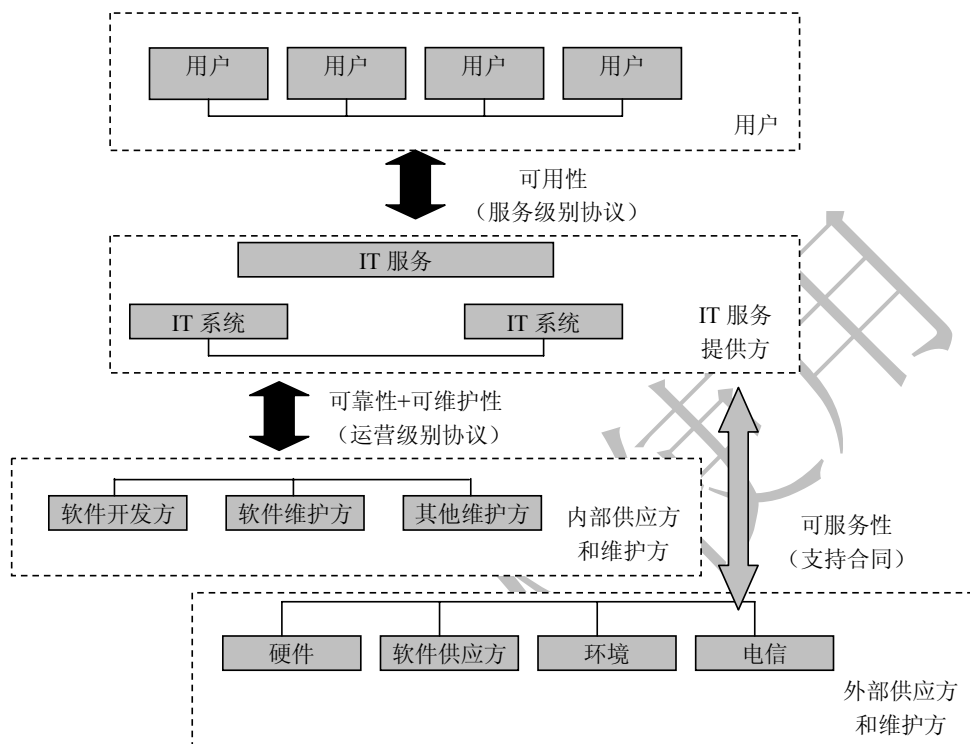 用户 用户 用户 用户
用户
可用性
（服务级别协议）
IT 服务
IT 系统 IT 系统
IT 服务
提供方
可靠性+可维护性
（运营级别协议）
软件开发方 软件维护方 其他维护方
内部供应方
和维护方
可服务性
（支持合同）
硬件 软件供应方 环境 电信
外部供应方
和维护方
使用